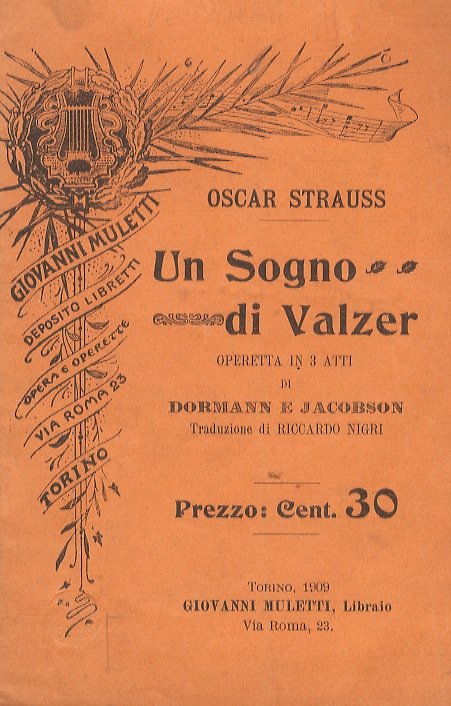 GIOVANNI MULETTI
DEPOSITO LIBRETTI
OPERA E OPERETTE
VIA ROMA 23
TORINO
OSCAR STRAUSS
Un Sogno
di Valzer
OPERETTA IN 3 ATTI
DI
DORMANN E JACOBSON
Traduzione di RICCARDO NIGRI
Prezzo: Cent. 30
Torino, 1909
GIOVANNI MULETTI, Libraio
Via Roma, 23.